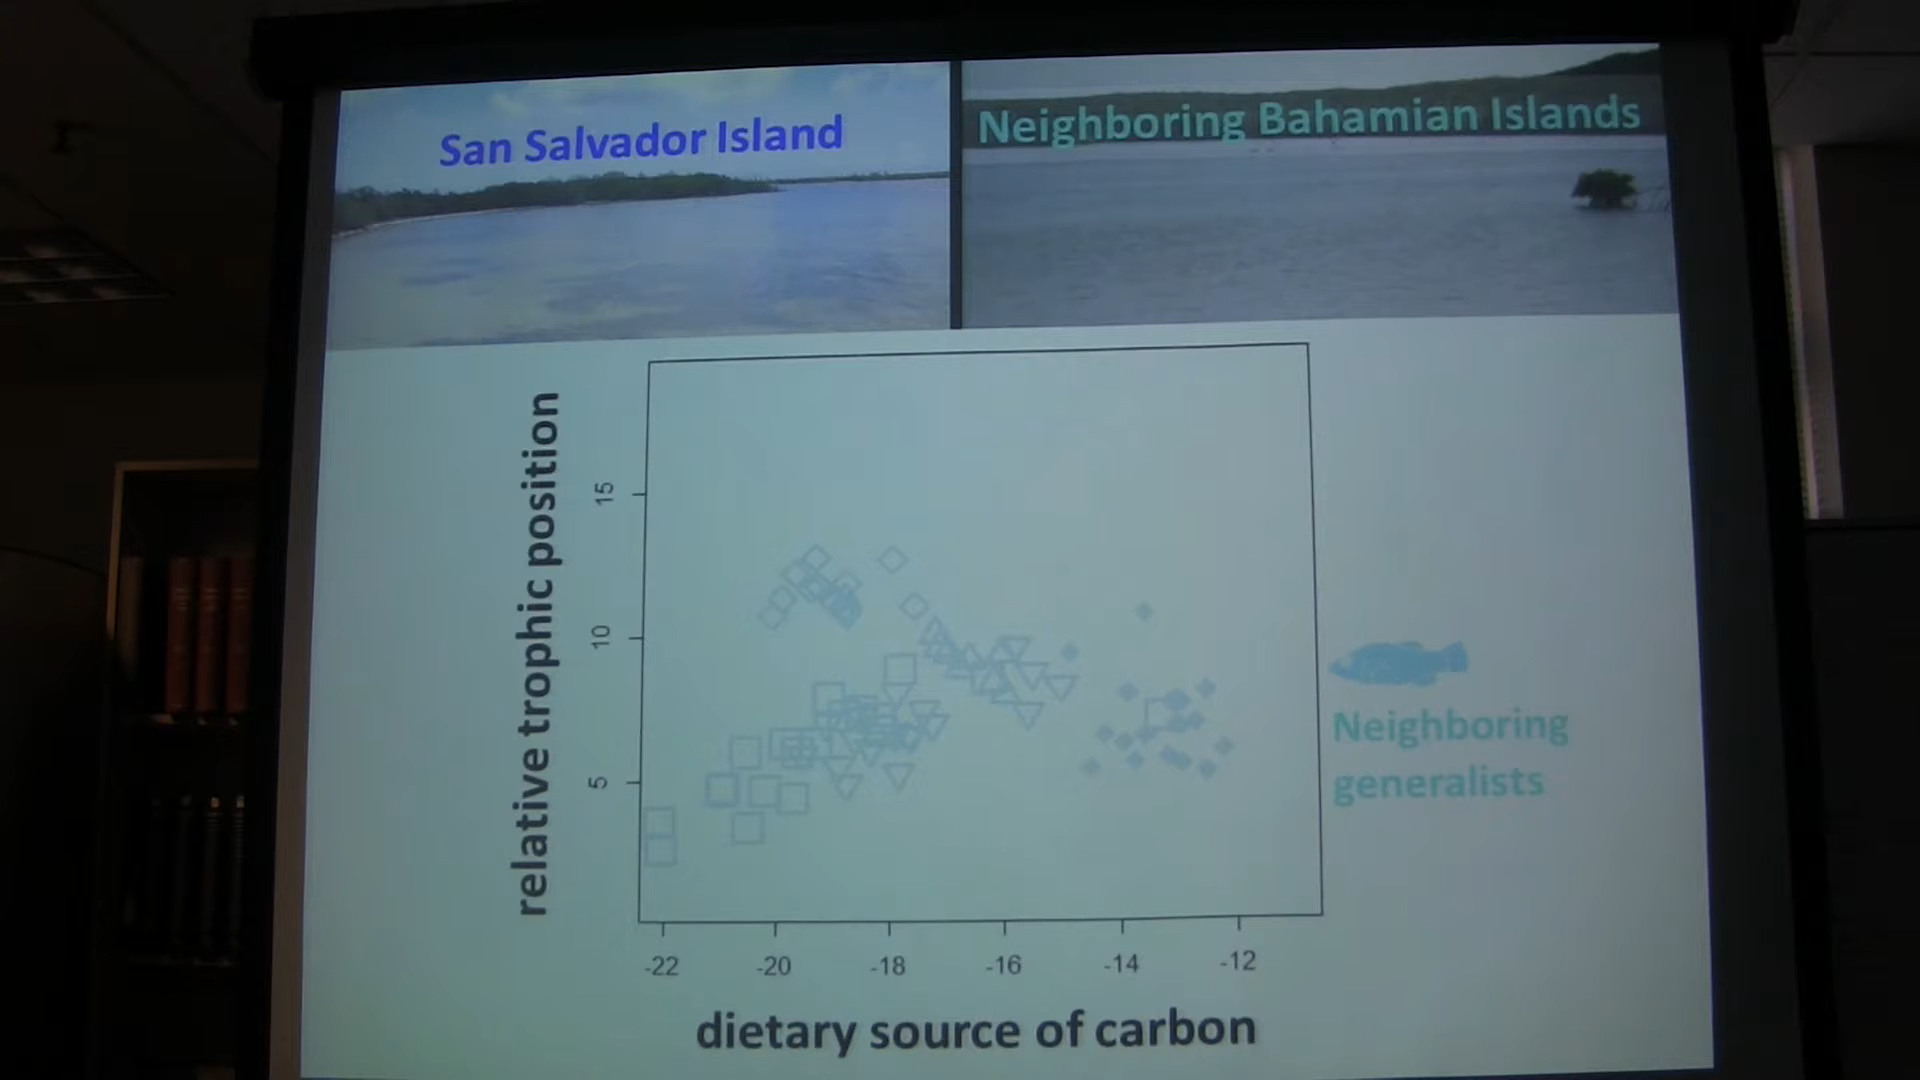 San Salvador Island
Neighboring Bahamian Islands
relative trophic position
15
10
5
-22 -20 -18 -16 -14 -12
dietary source of carbon
Neighboring
generalists